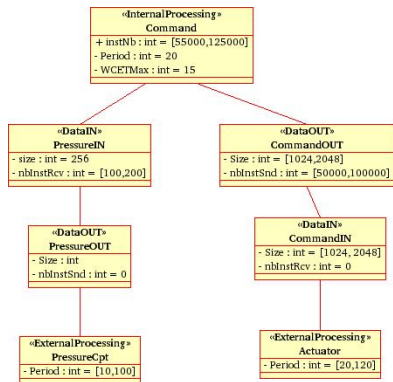 «InternalProcessing»
Command
+ instNb : int = [55000,125000]
- Period : int = 20
- WCETMax : int = 15
«DataIN»
PressureIN
- size : int = 256
- nbInstRcv : int = [100,200]
«DataOUT»
CommandOUT
- Size : int = [1024,2048]
- nbInstSnd : int = [50000,100000]
«DataOUT»
PressureOUT
- Size : int
- nbInstSnd : int = 0
«DataIN»
CommandIN
- Size : int = [1024, 2048]
- nbInstRcv : int = 0
«ExternalProcessing»
PressureCpt
- Period : int = [10,100]
«ExternalProcessing»
Actuator
- Period : int = [20,120]